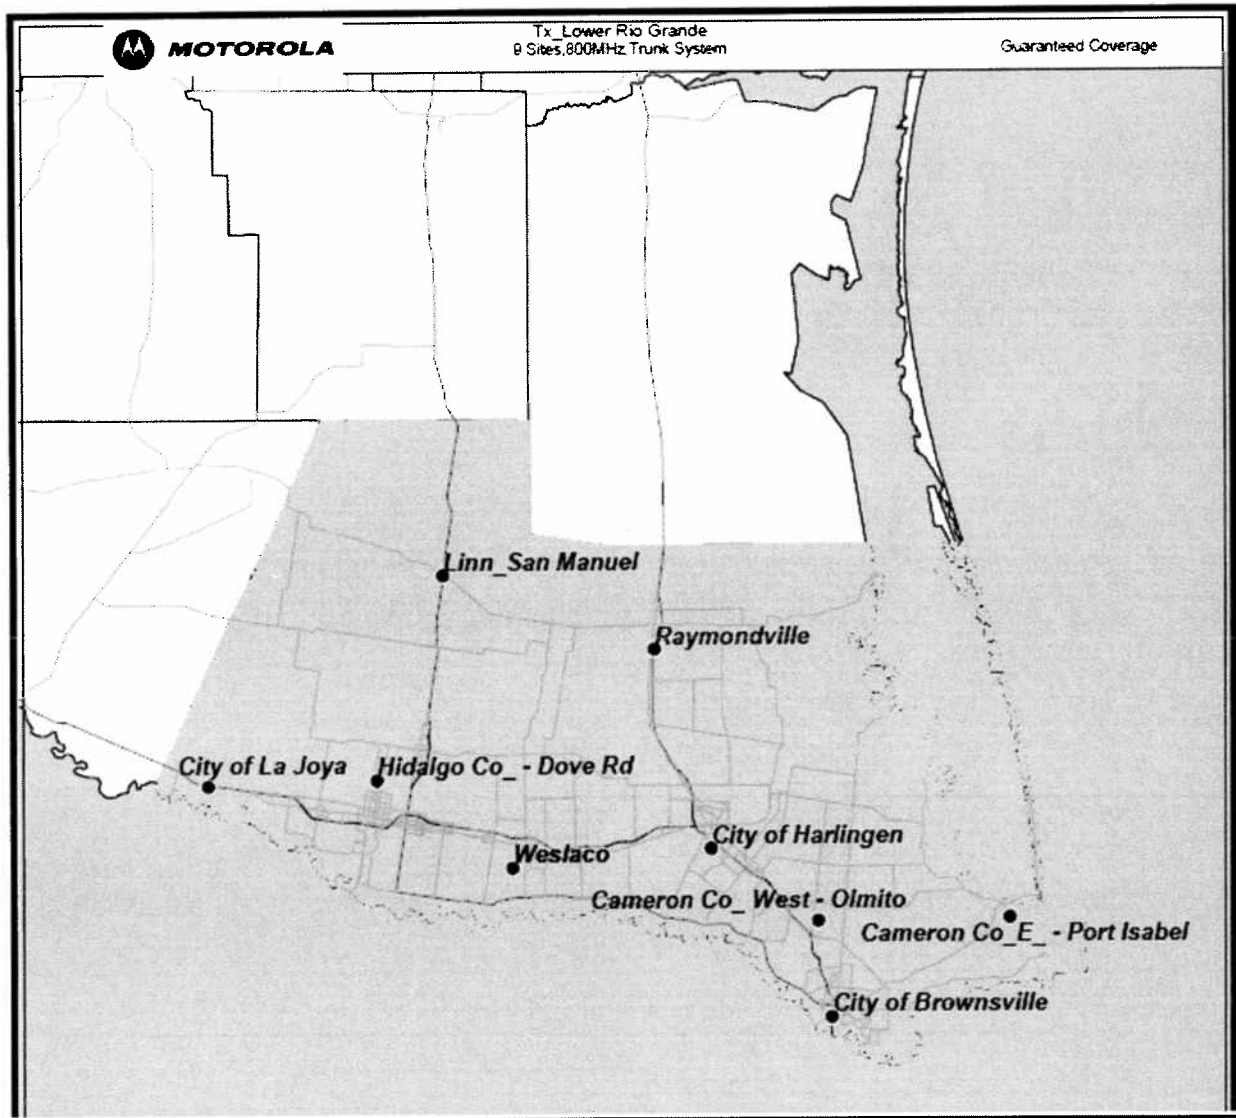 MOTOROLA
Tx_Lower Rio Grande
9 Sites,800MHz Trunk System
Guaranteed Coverage
Linn_San Manuel
Raymondville
City of La Joya
Hidalgo Co_ - Dove Rd
City of Harlingen
Weslaco
Cameron Co_ West - Olmito
Cameron Co_E_ - Port Isabel
City of Brownsville